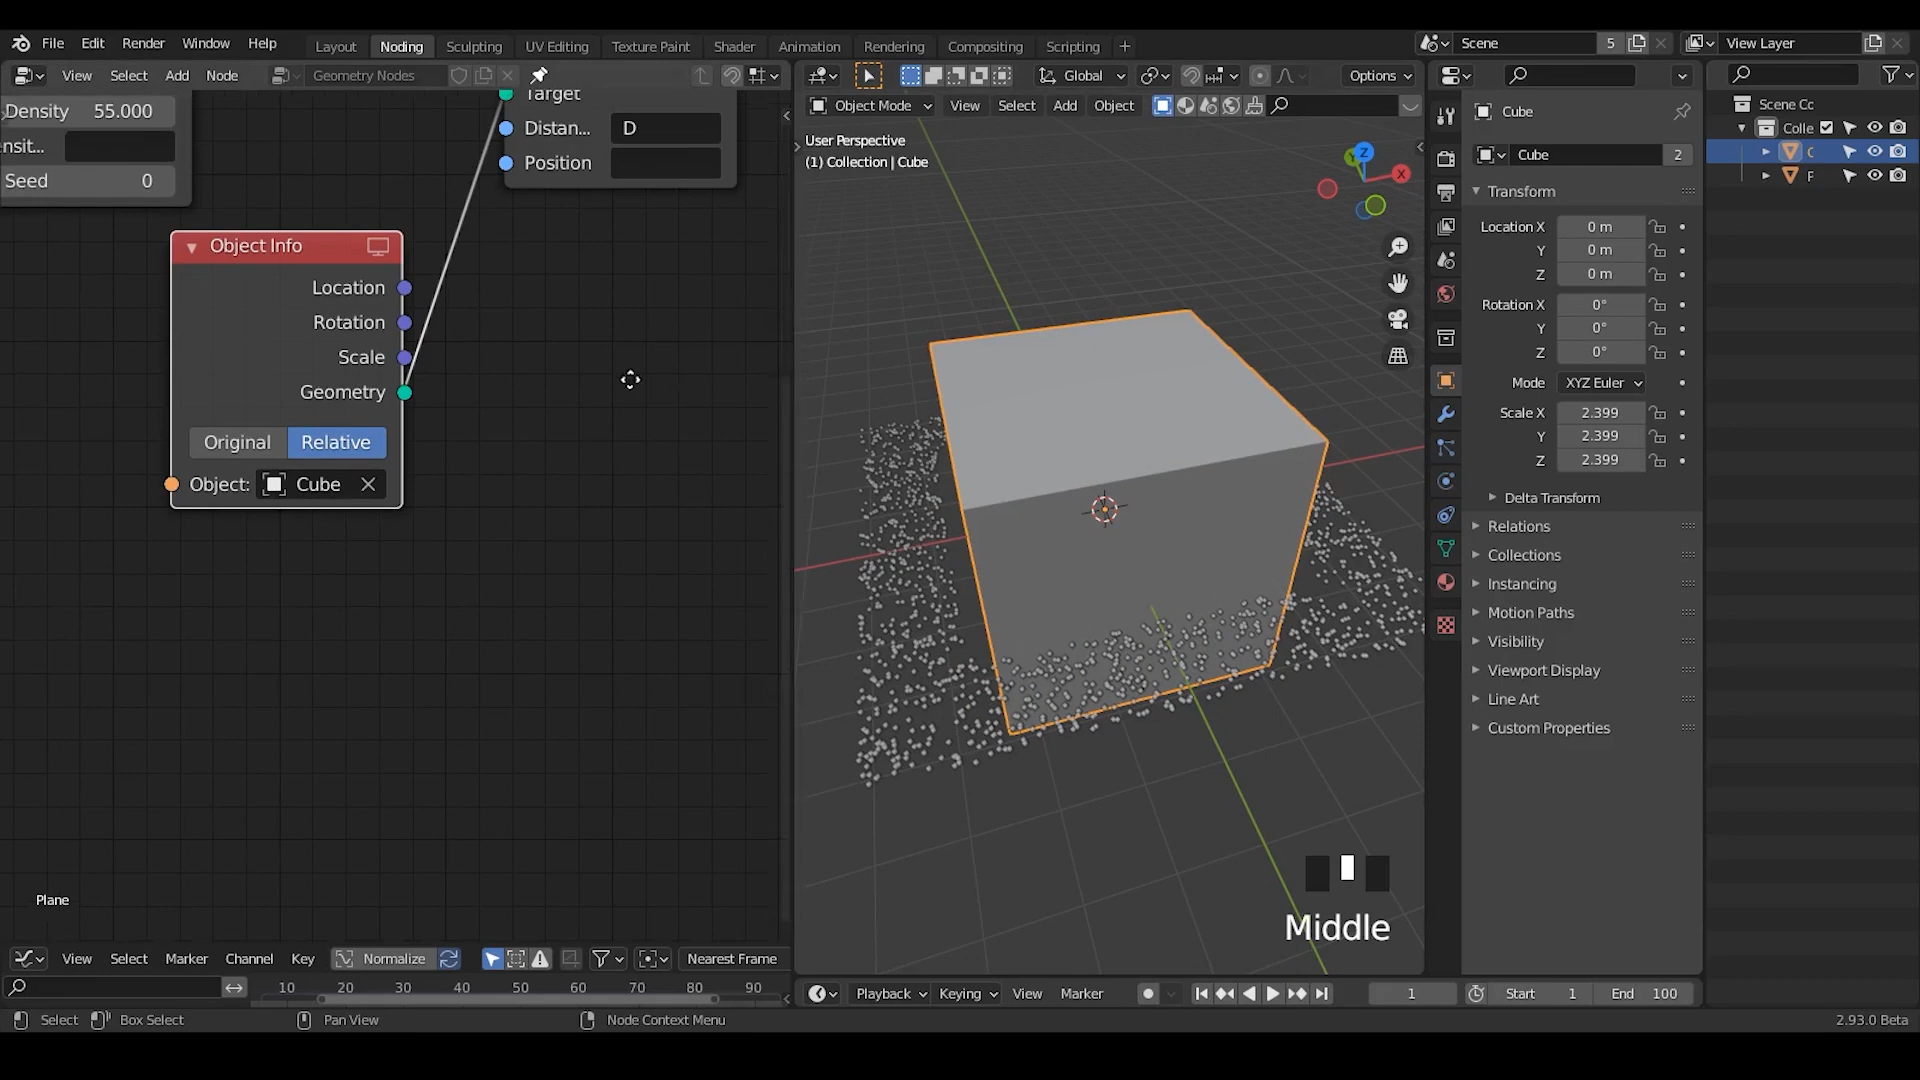 File Edit Render Window Help Layout Noding Sculpting UV Editing Texture Paint Shader Animation Rendering Compositing Scripting + Scene 5 View Layer
View Select Add Node Geometry Nodes Global Options
Object Mode View Select Add Object
Density 55.000
nsit...
Seed 0
Target
Distan... D
Position
Object Info
Location
Rotation
Scale
Geometry
Original Relative
Object: Cube
Plane
User Perspective
(1) Collection | Cube
Z
Y
X
Middle
Cube
Cube 2
Transform
Location X 0 m
Y 0 m
Z 0 m
Rotation X 0°
Y 0°
Z 0°
Mode XYZ Euler
Scale X 2.399
Y 2.399
Z 2.399
Delta Transform
Relations
Collections
Instancing
Motion Paths
Visibility
Viewport Display
Line Art
Custom Properties
Scene Cc
Colle
C
F
View Select Marker Channel Key Normalize Nearest Frame
10 20 30 40 50 60 70 80 90
Playback Keying View Marker 1 Start 1 End 100
Select Box Select Pan View Node Context Menu 2.93.0 Beta